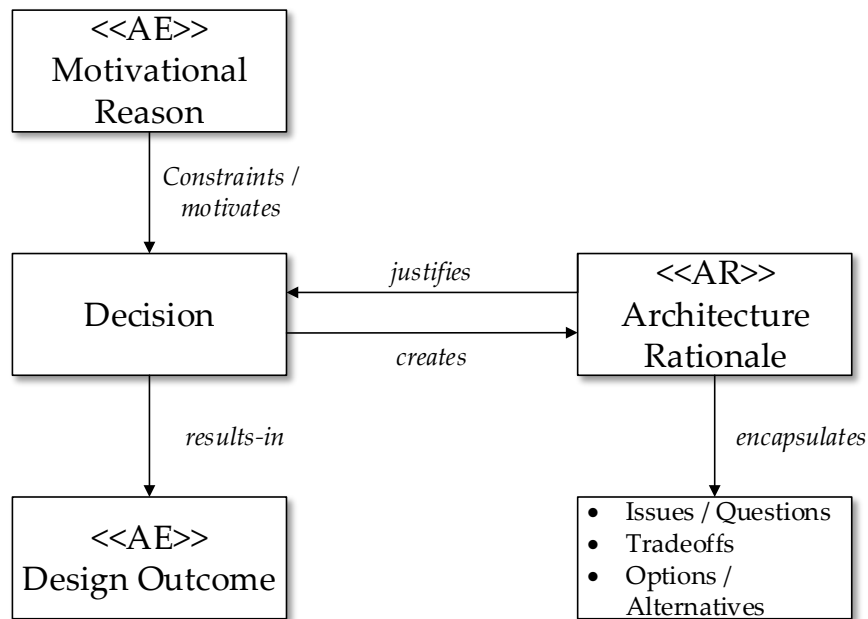 <<AE>>
Motivational
Reason
Constraints /
motivates
Decision
justifies
creates
<<AR>>
Architecture
Rationale
results-in
encapsulates
<<AE>>
Design Outcome
• Issues / Questions
• Tradeoffs
• Options /
Alternatives